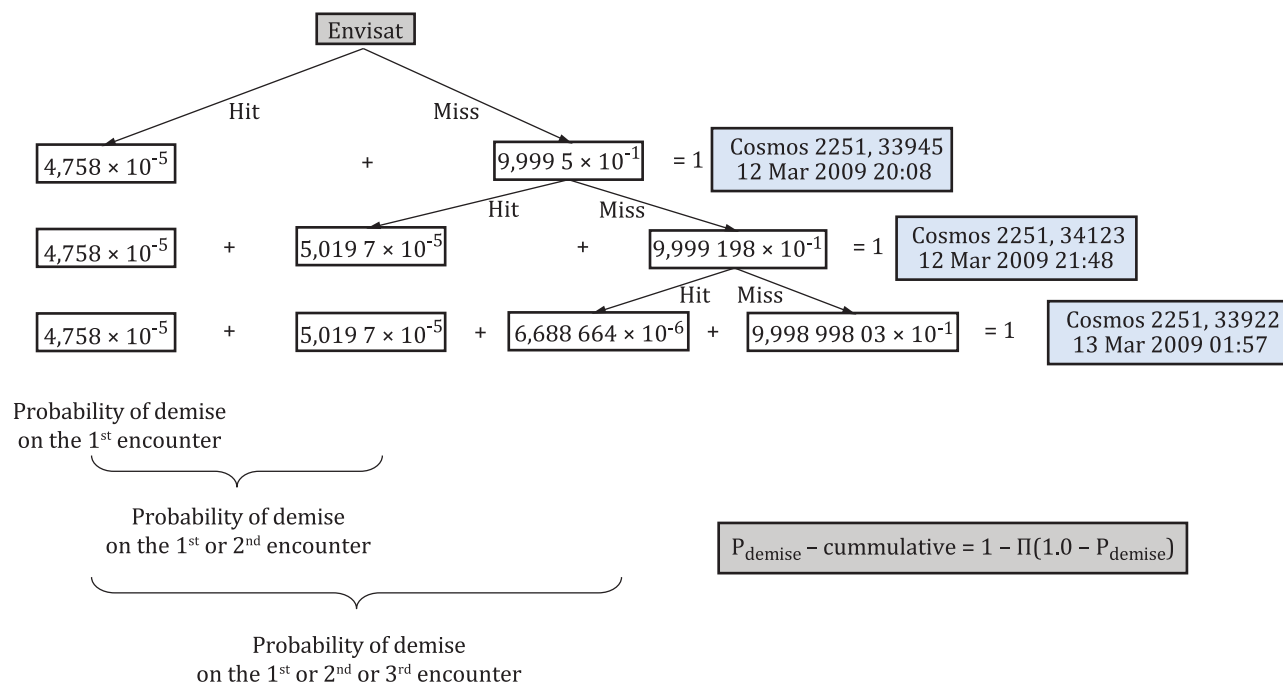 Envisat
Hit Miss
4,758 × 10⁻⁵ + 9,999 5 × 10⁻¹ = 1 Cosmos 2251, 33945
12 Mar 2009 20:08
Hit Miss
4,758 × 10⁻⁵ + 5,019 7 × 10⁻⁵ + 9,999 198 × 10⁻¹ = 1 Cosmos 2251, 34123
12 Mar 2009 21:48
Hit Miss
4,758 × 10⁻⁵ + 5,019 7 × 10⁻⁵ + 6,688 664 × 10⁻⁶ + 9,998 998 03 × 10⁻¹ = 1 Cosmos 2251, 33922
13 Mar 2009 01:57
Probability of demise
on the 1ˢᵗ encounter
Probability of demise
on the 1ˢᵗ or 2ⁿᵈ encounter
P_demise – cummulative = 1 – Π(1.0 – P_demise)
Probability of demise
on the 1ˢᵗ or 2ⁿᵈ or 3ʳᵈ encounter